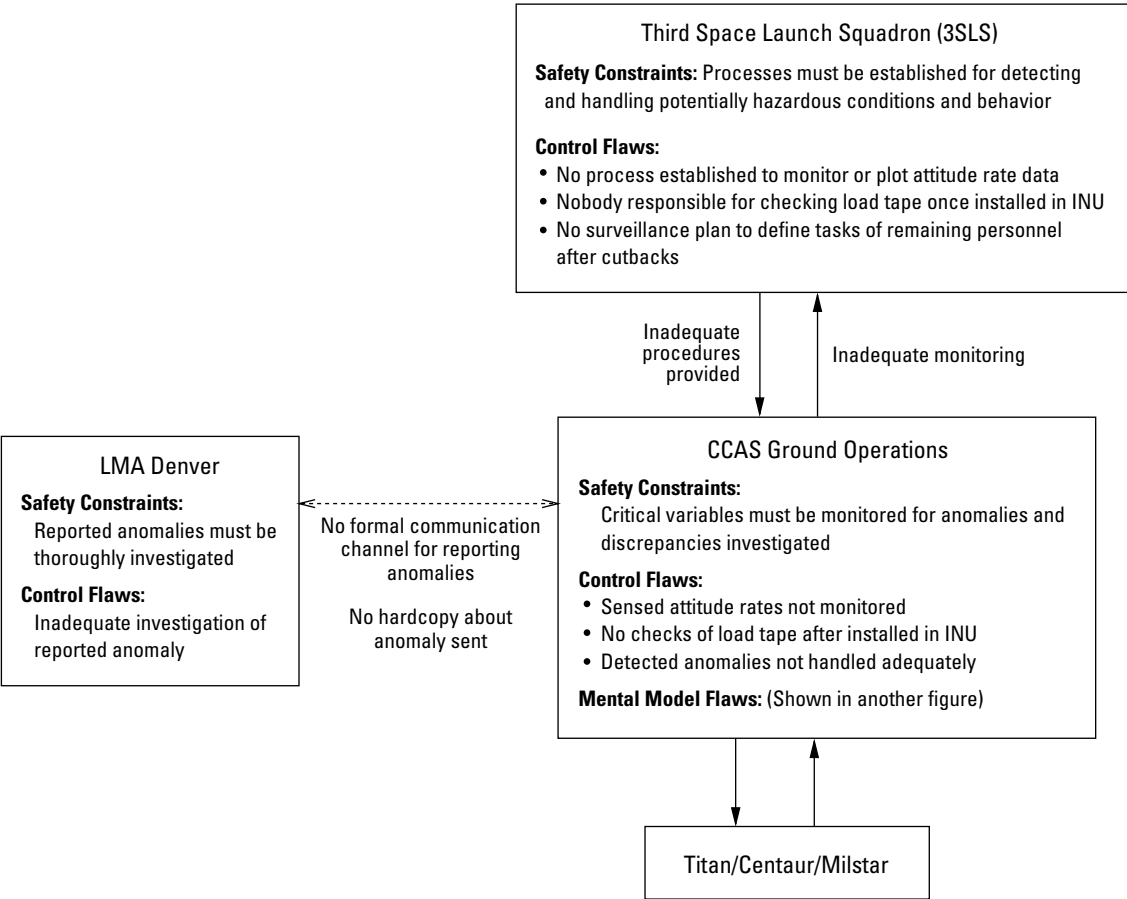 Third Space Launch Squadron (3SLS)
Safety Constraints: Processes must be established for detecting
and handling potentially hazardous conditions and behavior
Control Flaws:
• No process established to monitor or plot attitude rate data
• Nobody responsible for checking load tape once installed in INU
• No surveillance plan to define tasks of remaining personnel
after cutbacks
Inadequate
procedures
provided
Inadequate monitoring
LMA Denver
Safety Constraints:
Reported anomalies must be
thoroughly investigated
Control Flaws:
Inadequate investigation of
reported anomaly
No formal communication
channel for reporting
anomalies
No hardcopy about
anomaly sent
CCAS Ground Operations
Safety Constraints:
Critical variables must be monitored for anomalies and
discrepancies investigated
Control Flaws:
• Sensed attitude rates not monitored
• No checks of load tape after installed in INU
• Detected anomalies not handled adequately
Mental Model Flaws: (Shown in another figure)
Titan/Centaur/Milstar